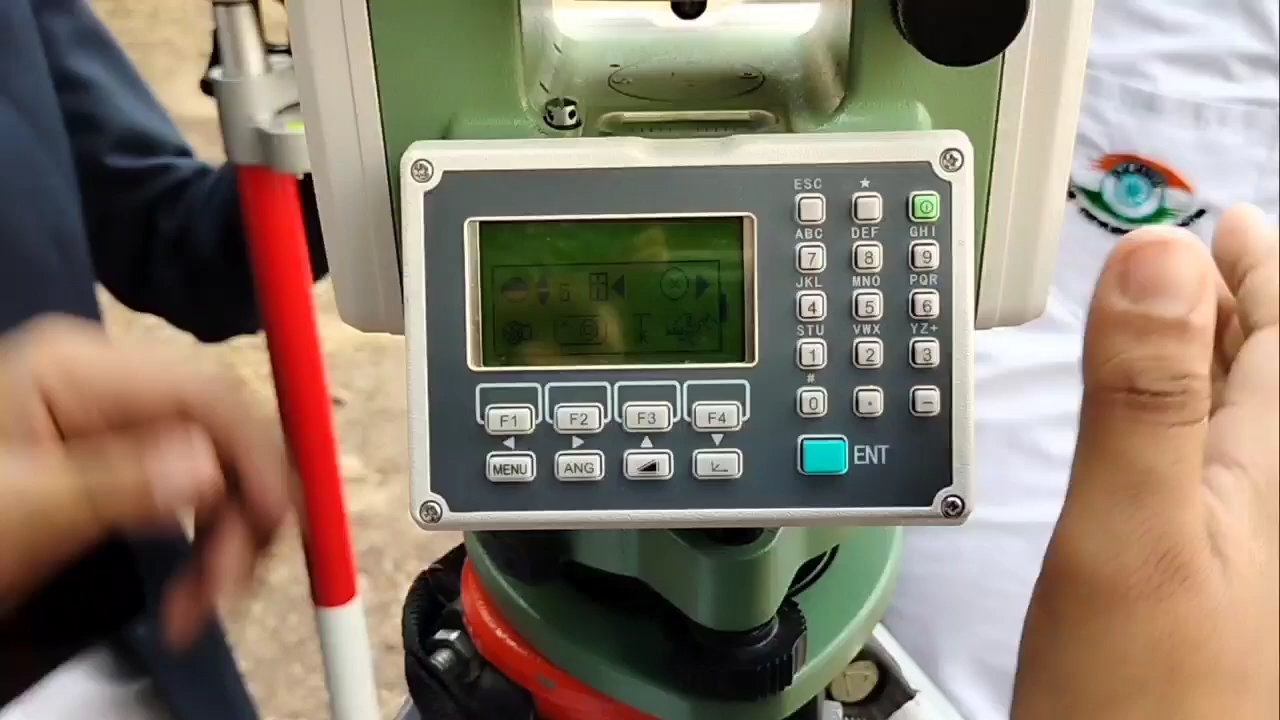 ESC ★
ABC DEF GHI
7 8 9
JKL MNO PQR
4 5 6
STU VWX YZ+
1 2 3
#
0 . −
F1 F2 F3 F4
◀ ▶ ▲ ▼
MENU ANG
ENT